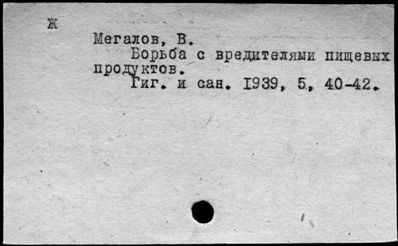 Ж
Мегалов, В.
Борьба с вредителями пищевых
продуктов.
Гиг. и сан. 1939, 5, 40-42.